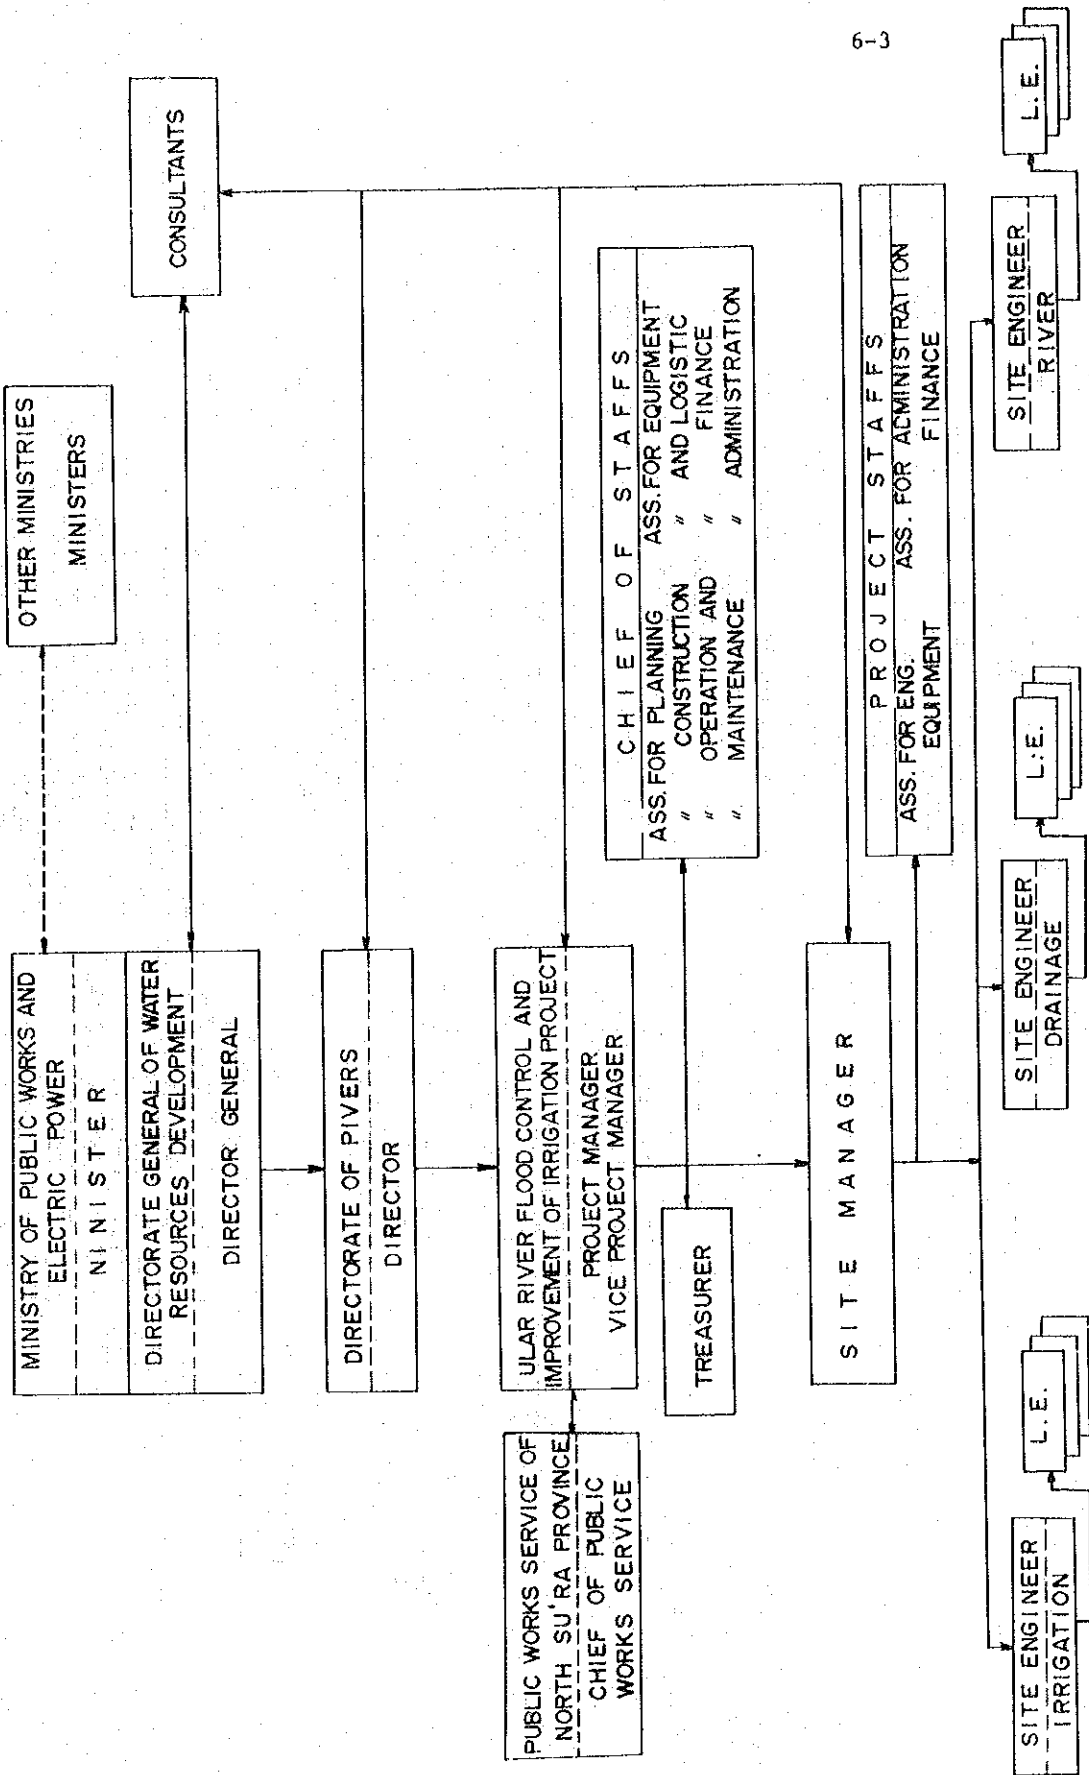 6-3
OTHER MINISTRIES
MINISTERS
CONSULTANTS
MINISTRY OF PUBLIC WORKS AND
ELECTRIC POWER
NINISTER
DIRECTORATE GENERAL OF WATER
RESOURCES DEVELOPMENT
DIRECTOR GENERAL
DIRECTORATE OF PIVERS
DIRECTOR
PUBLIC WORKS SERVICE OF
NORTH SU'RA PROVINCE
CHIEF OF PUBLIC
WORKS SERVICE
ULAR RIVER FLOOD CONTROL AND
IMPROVEMENT OF IRRIGATION PROJECT
PROJECT MANAGER
VICE PROJECT MANAGER
TREASURER
CHIEF OF STAFFS
ASS. FOR PLANNING ASS. FOR EQUIPMENT
" CONSTRUCTION " AND LOGISTIC
" OPERATION AND " FINANCE
" MAINTENANCE " ADMINISTRATION
SITE MANAGER
PROJECT STAFFS
ASS. FOR ENG. ASS. FOR ADMINISTRATION
EQUIPMENT FINANCE
SITE ENGINEER
IRRIGATION
L.E.
SITE ENGINEER
DRAINAGE
L.E.
SITE ENGINEER
RIVER
L.E.